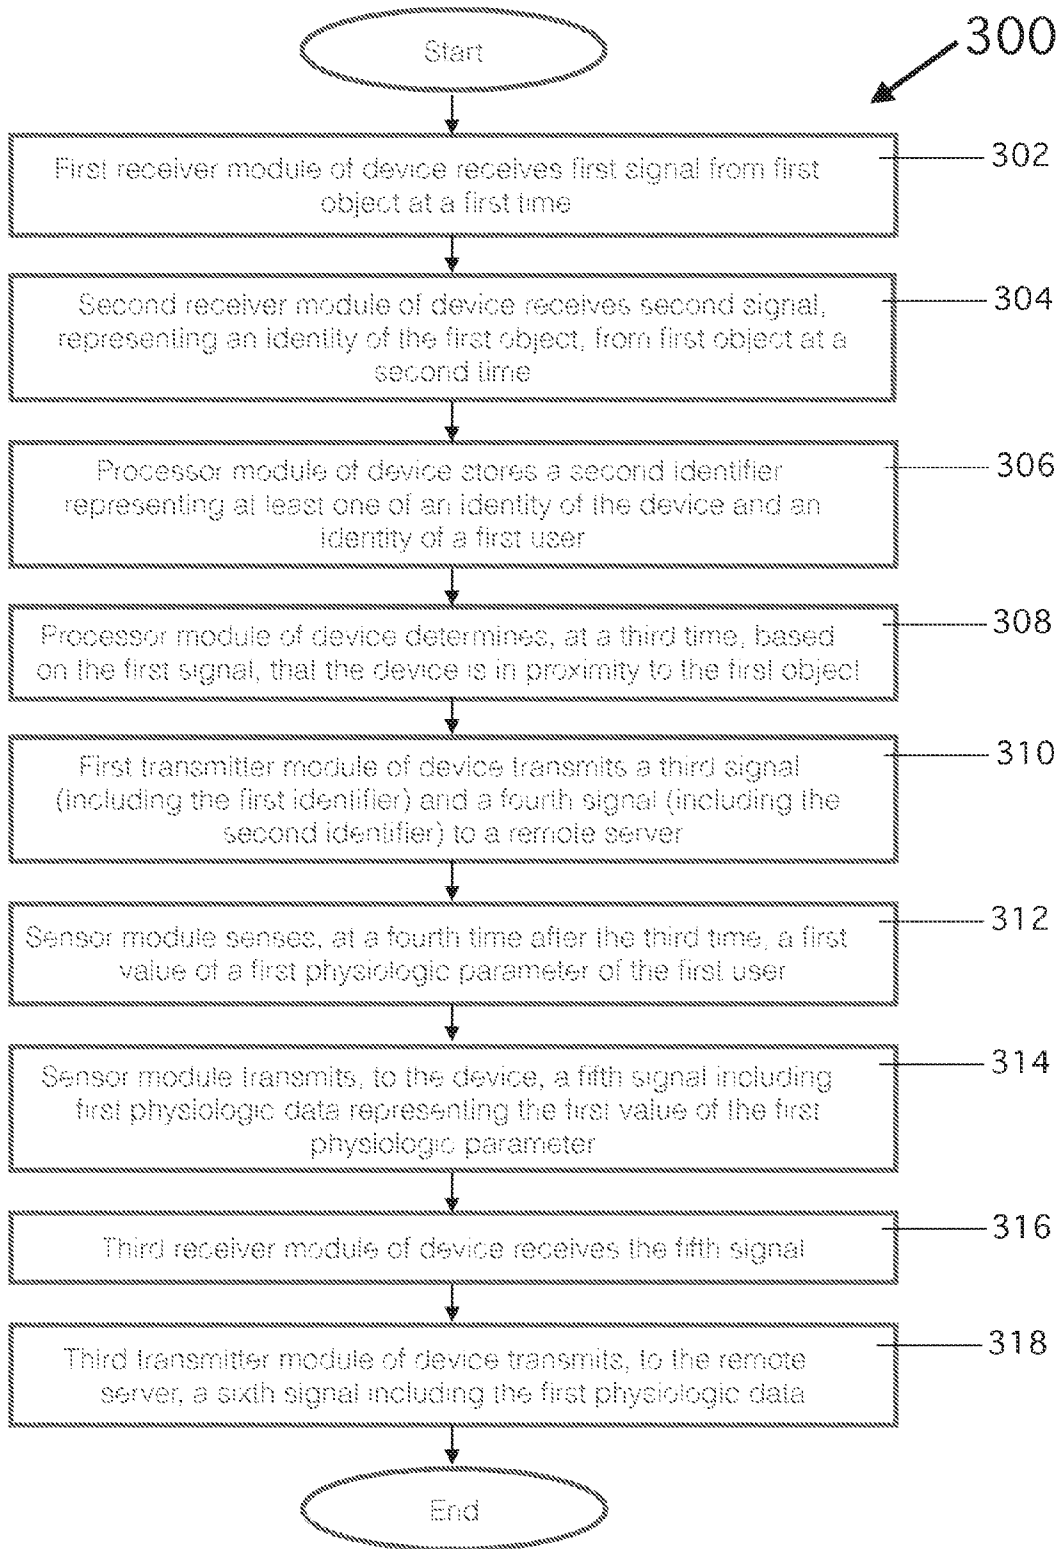 Start
300
First receiver module of device receives first signal from first
object at a first time
302
Second receiver module of device receives second signal,
representing an identity of the first object, from first object at a
second time
304
Processor module of device stores a second identifier
representing at least one of an identity of the device and an
identity of a first user
306
Processor module of device determines, at a third time, based
on the first signal, that the device is in proximity to the first object
308
First transmitter module of device transmits a third signal
(including the first identifier) and a fourth signal (including the
second identifier) to a remote server
310
Sensor module senses, at a fourth time after the third time, a first
value of a first physiologic parameter of the first user
312
Sensor module transmits, to the device, a fifth signal including
first physiologic data representing the first value of the first
physiologic parameter
314
Third receiver module of device receives the fifth signal
316
Third transmitter module of device transmits, to the remote
server, a sixth signal including the first physiologic data
318
End